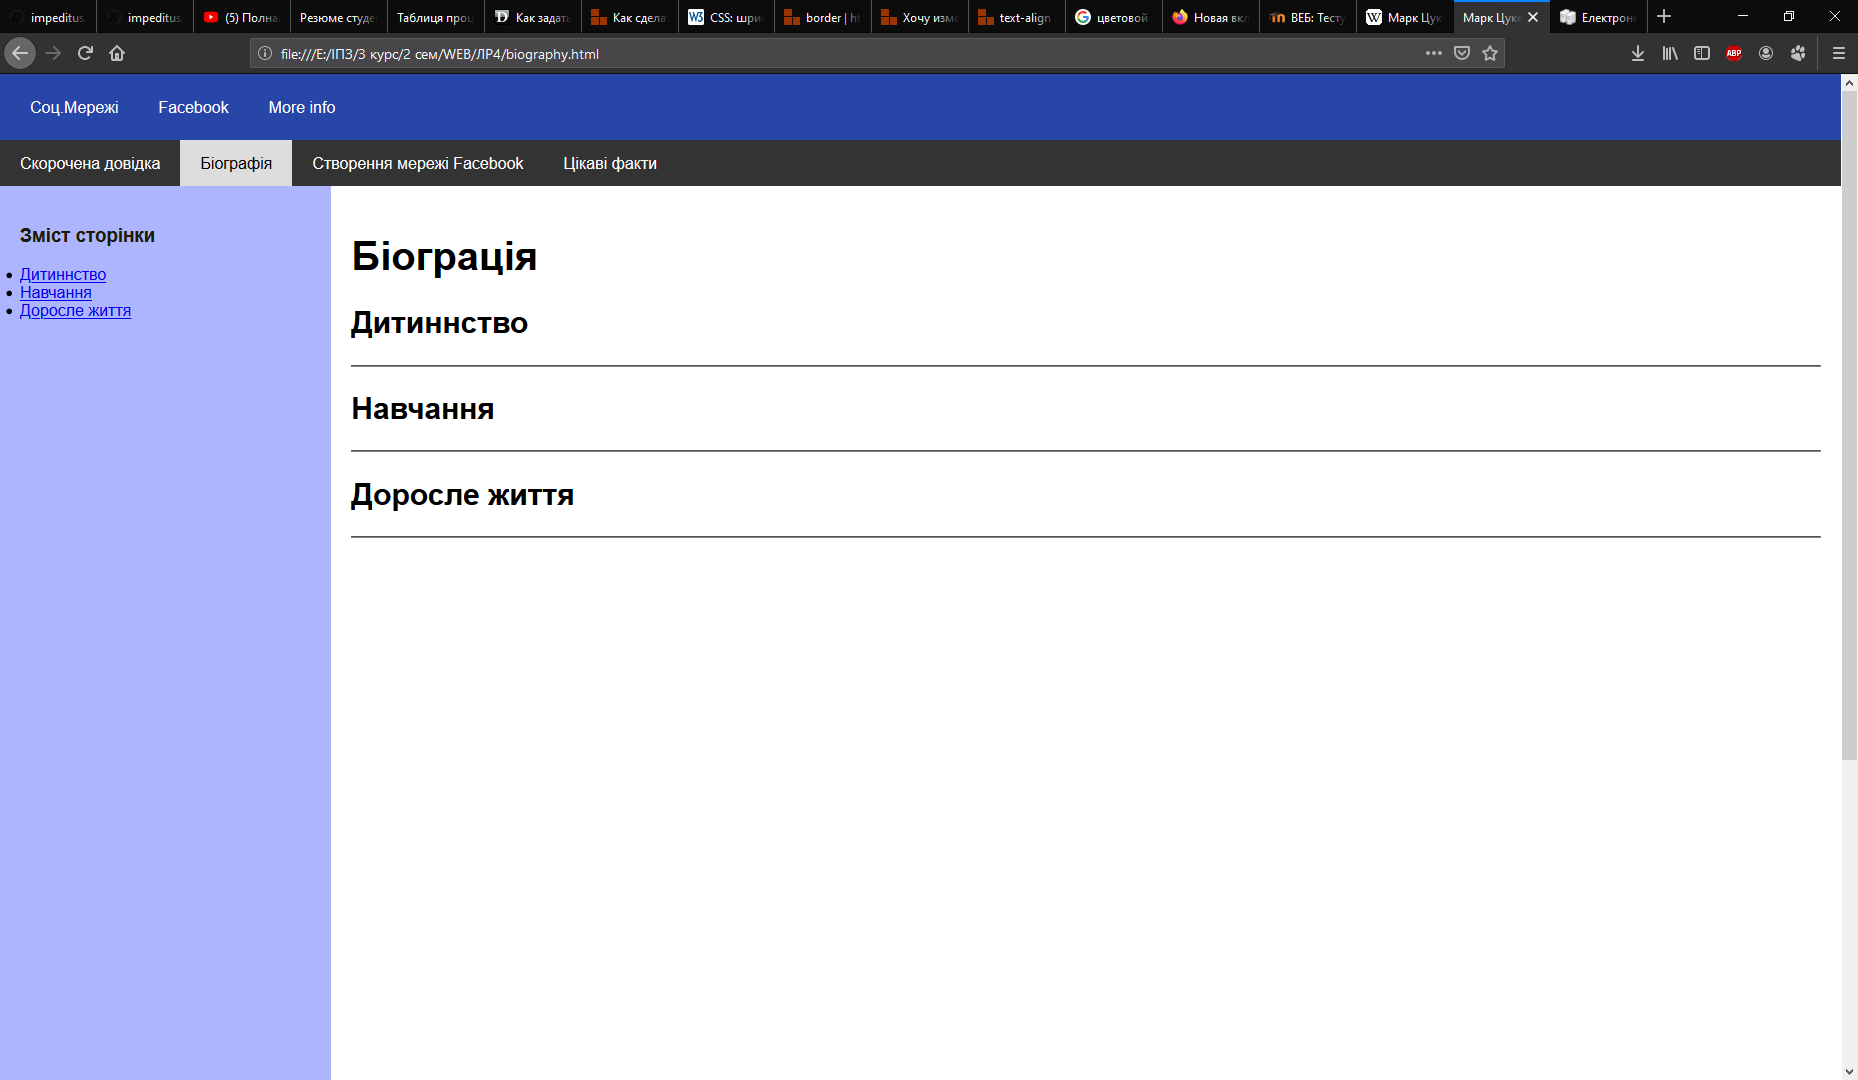 impeditus impeditus (5) Полна Резюме студе Таблиця проц Как задать Как сдела CSS: шри border | ht Хочу изме text-align цветовой Новая вкл ВЕБ: Тесту Марк Цук Марк Цуке Електрон
file:///E:/ІПЗ/3 курс/2 сем/WEB/ЛР4/biography.html ABP
Соц.Мережі Facebook More info
Скорочена довідка Біографія Створення мережі Facebook Цікаві факти
Зміст сторінки
Дитиннство
Навчання
Доросле життя
Біограція
Дитиннство
Навчання
Доросле життя